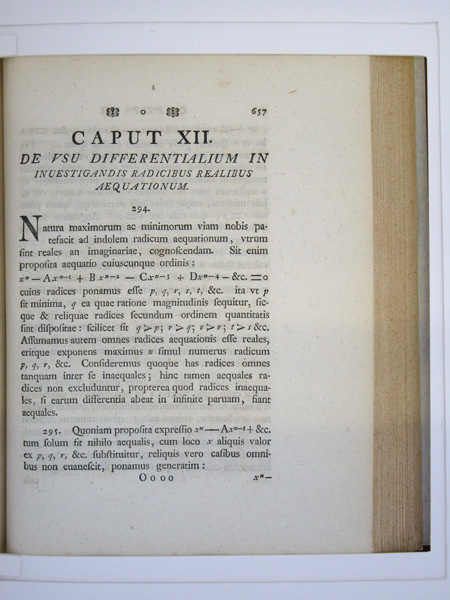 o 657
CAPUT XII.
DE VSU DIFFERENTIALIUM IN
INUESTIGANDIS RADICIBUS REALIBUS
AEQUATIONUM.
294.
Natura maximorum ac minimorum viam nobis pa-
tefacit ad indolem radicum aequationum, vtrum
ſint reales an imaginariae, cognoſcendam. Sit enim
propoſita aequatio cuiuscunque ordinis:
xⁿ — Axⁿ⁻¹ + Bxⁿ⁻² — Cxⁿ⁻³ + Dxⁿ⁻⁴ — &c. = 0
cuius radices ponamus eſſe p, q, r, s, t, &c. ita vt p
ſit minima, q ea quae ratione magnitudinis ſequitur, ſic-
que & reliquae radices ſecundum ordinem quantitatis
ſint diſpoſitae: ſcilicet ſit q > p; r > q; s > r; t > s &c.
Aſſumamus autem omnes radices aequationis eſſe reales,
eritque exponens maximus n ſimul numerus radicum
p, q, r, &c. Conſideremus quoque has radices omnes
tanquam inter ſe inaequales; hinc tamen aequales ra-
dices non excluduntur, propterea quod radices inaequa-
les, ſi earum differentia abeat in infinite paruam, fiant
aequales.
295. Quoniam propoſita expreſſio xⁿ — Axⁿ⁻¹ + &c.
tum ſolum fit nihilo aequalis, cum loco x aliquis valor
ex p, q, r, &c. ſubſtituitur, reliquis vero caſibus omni-
bus non euaneſcit, ponamus generatim:
Oooo xⁿ —